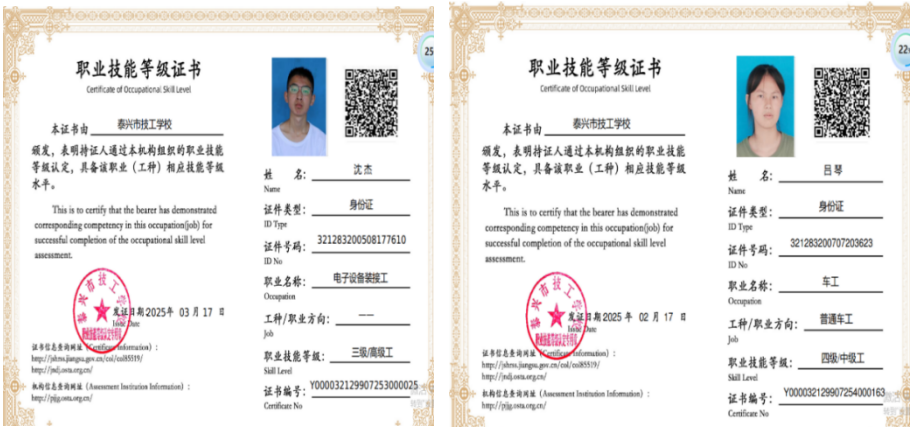 职业技能等级证书
Certificate of Occupational Skill Level
本证书由 泰兴市技工学校
颁发，表明持证人通过本机构组织的职业技能
等级认定，具备该职业（工种）相应技能等级
水平。
This is to certify that the bearer has demonstrated
corresponding competency in this occupation(job) for
successful completion of the occupational skill level
assessment.
泰兴市技工学校
发证日期 2025年 03月 17日
Issue Date
证书信息查询网址（Certificate Information）：
http://jshrss.jiangsu.gov.cn/col/col85519/
http://jndj.osta.org.cn/
机构信息查询网址（Assessment Institution Information）：
http://pjjg.osta.org.cn/
25
姓 名： 沈杰
Name
证件类型： 身份证
ID Type
证件号码： 321283200508177610
ID No
职业名称： 电子设备装接工
Occupation
工种/职业方向： ——
Job
职业技能等级： 三级/高级工
Skill Level
证书编号： Y000032129907253000025
Certificate No
职业技能等级证书
Certificate of Occupational Skill Level
本证书由 泰兴市技工学校
颁发，表明持证人通过本机构组织的职业技能
等级认定，具备该职业（工种）相应技能等级
水平。
This is to certify that the bearer has demonstrated
corresponding competency in this occupation(job) for
successful completion of the occupational skill level
assessment.
泰兴市技工学校
发证日期 2025年 02月 17日
Issue Date
证书信息查询网址（Certificate Information）：
http://jshrss.jiangsu.gov.cn/col/col85519/
http://jndj.osta.org.cn/
机构信息查询网址（Assessment Institution Information）：
http://pjjg.osta.org.cn/
22
姓 名： 吕琴
Name
证件类型： 身份证
ID Type
证件号码： 321283200707203623
ID No
职业名称： 车工
Occupation
工种/职业方向： 普通车工
Job
职业技能等级： 四级/中级工
Skill Level
证书编号： Y000032129907254000163
Certificate No